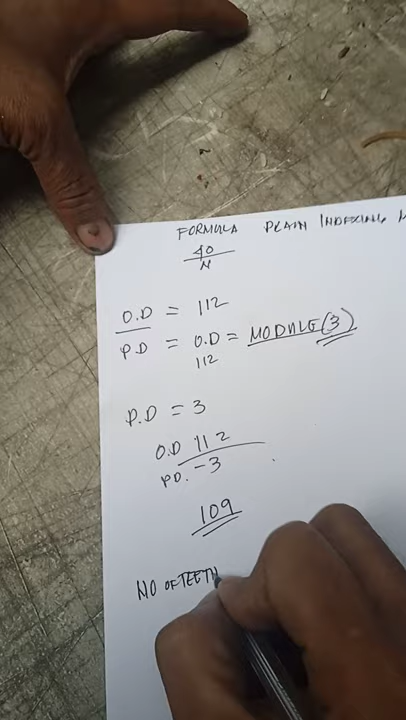 FORMULA PLAIN INDEXING
40
N
O.D = 112
P.D = O.D = MODULE (3)
112
P.D = 3
O.D 112
P.D. -3
109
NO OF TEETH